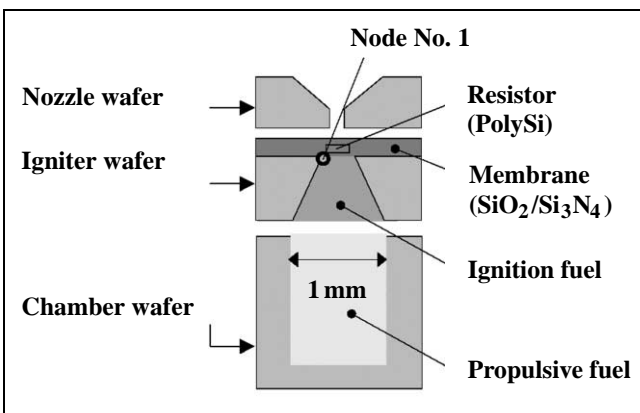 Node No. 1
Nozzle wafer
Resistor
(PolySi)
Igniter wafer
Membrane
(SiO₂/Si₃N₄)
Ignition fuel
1 mm
Chamber wafer
Propulsive fuel